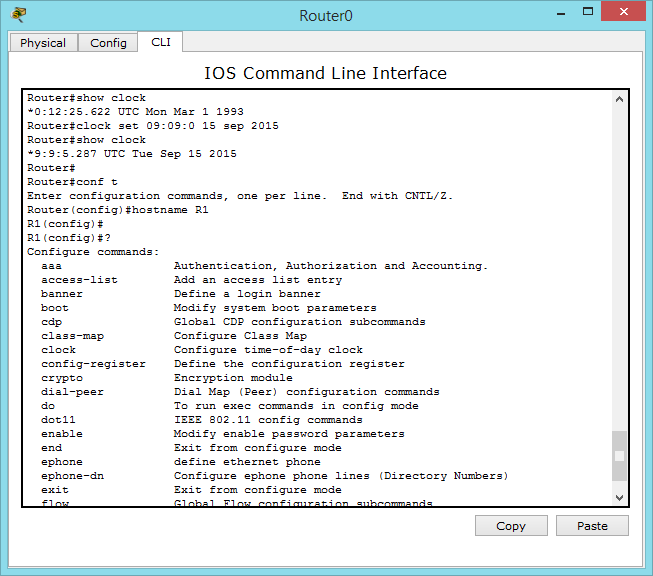 Router0
Physical Config CLI
IOS Command Line Interface
Router#show clock
*0:12:25.622 UTC Mon Mar 1 1993
Router#clock set 09:09:0 15 sep 2015
Router#show clock
*9:9:5.287 UTC Tue Sep 15 2015
Router#
Router#conf t
Enter configuration commands, one per line.  End with CNTL/Z.
Router(config)#hostname R1
R1(config)#
R1(config)#?
Configure commands:
  aaa                Authentication, Authorization and Accounting.
  access-list        Add an access list entry
  banner             Define a login banner
  boot               Modify system boot parameters
  cdp                Global CDP configuration subcommands
  class-map          Configure Class Map
  clock              Configure time-of-day clock
  config-register    Define the configuration register
  crypto             Encryption module
  dial-peer          Dial Map (Peer) configuration commands
  do                 To run exec commands in config mode
  dot11              IEEE 802.11 config commands
  enable             Modify enable password parameters
  end                Exit from configure mode
  ephone             define ethernet phone
  ephone-dn          Configure ephone phone lines (Directory Numbers)
  exit               Exit from configure mode
  flow               Global Flow configuration subcommands
Copy Paste